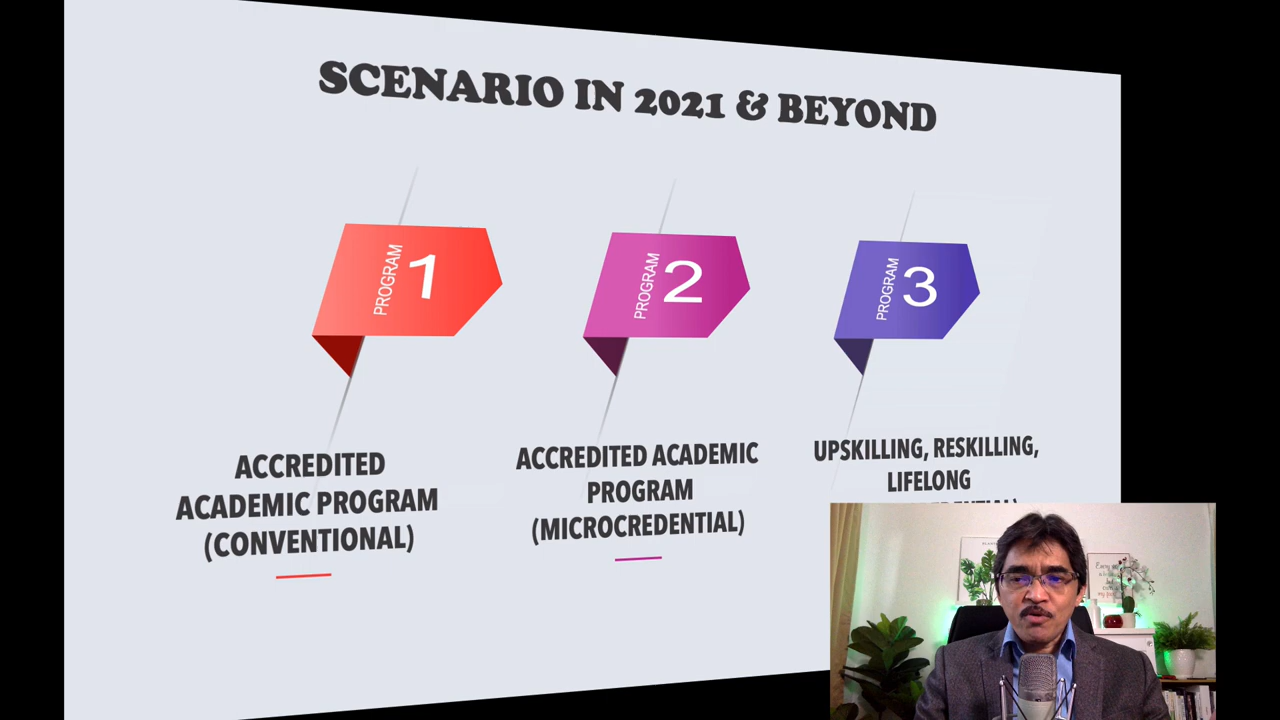 SCENARIO IN 2021 & BEYOND
PROGRAM 1
PROGRAM 2
PROGRAM 3
ACCREDITED
ACADEMIC PROGRAM
(CONVENTIONAL)
ACCREDITED ACADEMIC
PROGRAM
(MICROCREDENTIAL)
UPSKILLING, RESKILLING,
LIFELONG